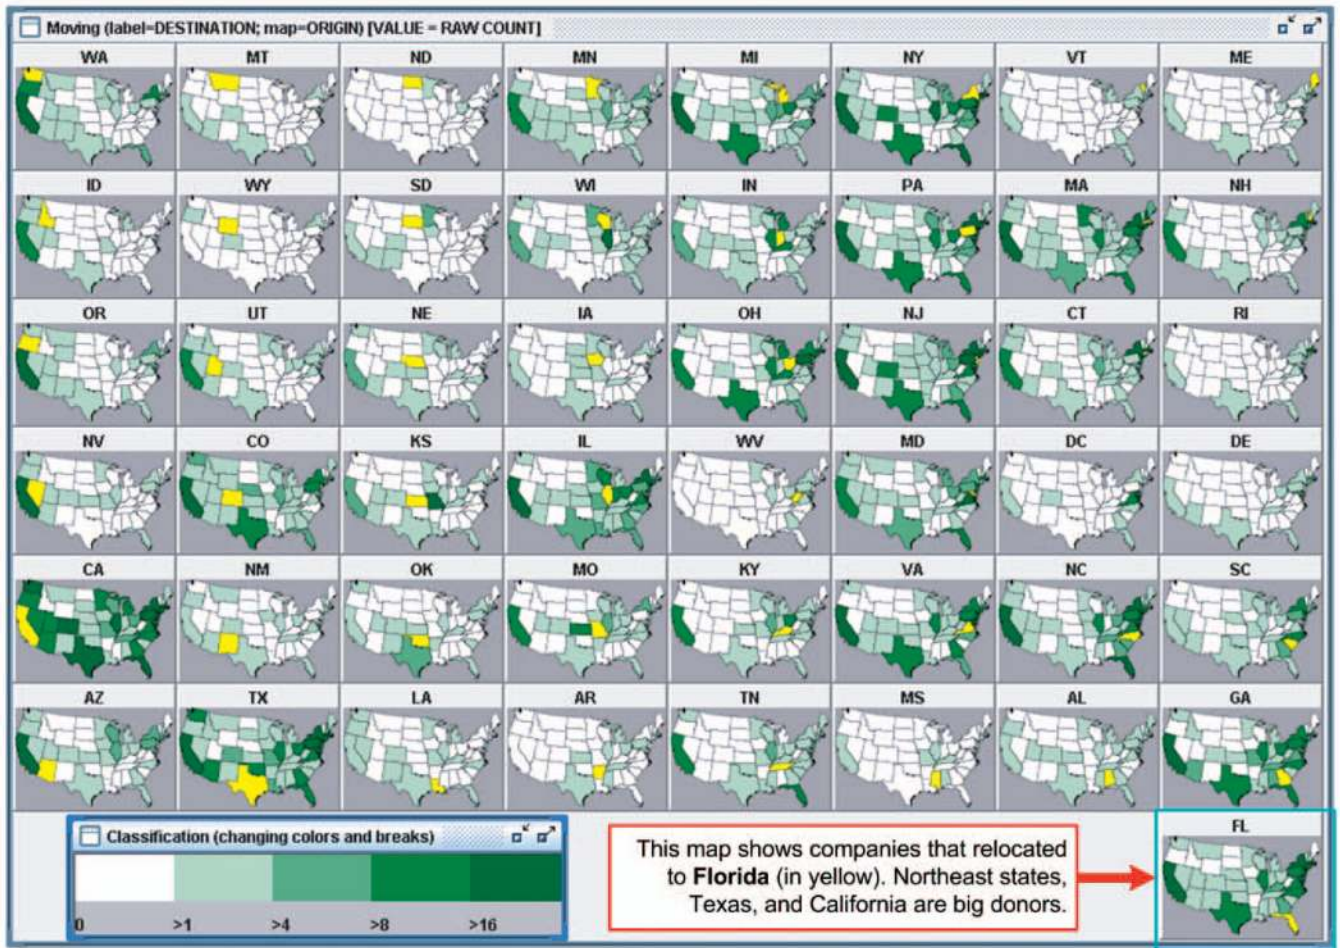 Moving (label=DESTINATION; map=ORIGIN) [VALUE = RAW COUNT]
WA MT ND MN MI NY VT ME
ID WY SD WI IN PA MA NH
OR UT NE IA OH NJ CT RI
NV CO KS IL WV MD DC DE
CA NM OK MO KY VA NC SC
AZ TX LA AR TN MS AL GA
FL
Classification (changing colors and breaks)
0 >1 >4 >8 >16
This map shows companies that relocated
to Florida (in yellow). Northeast states,
Texas, and California are big donors.